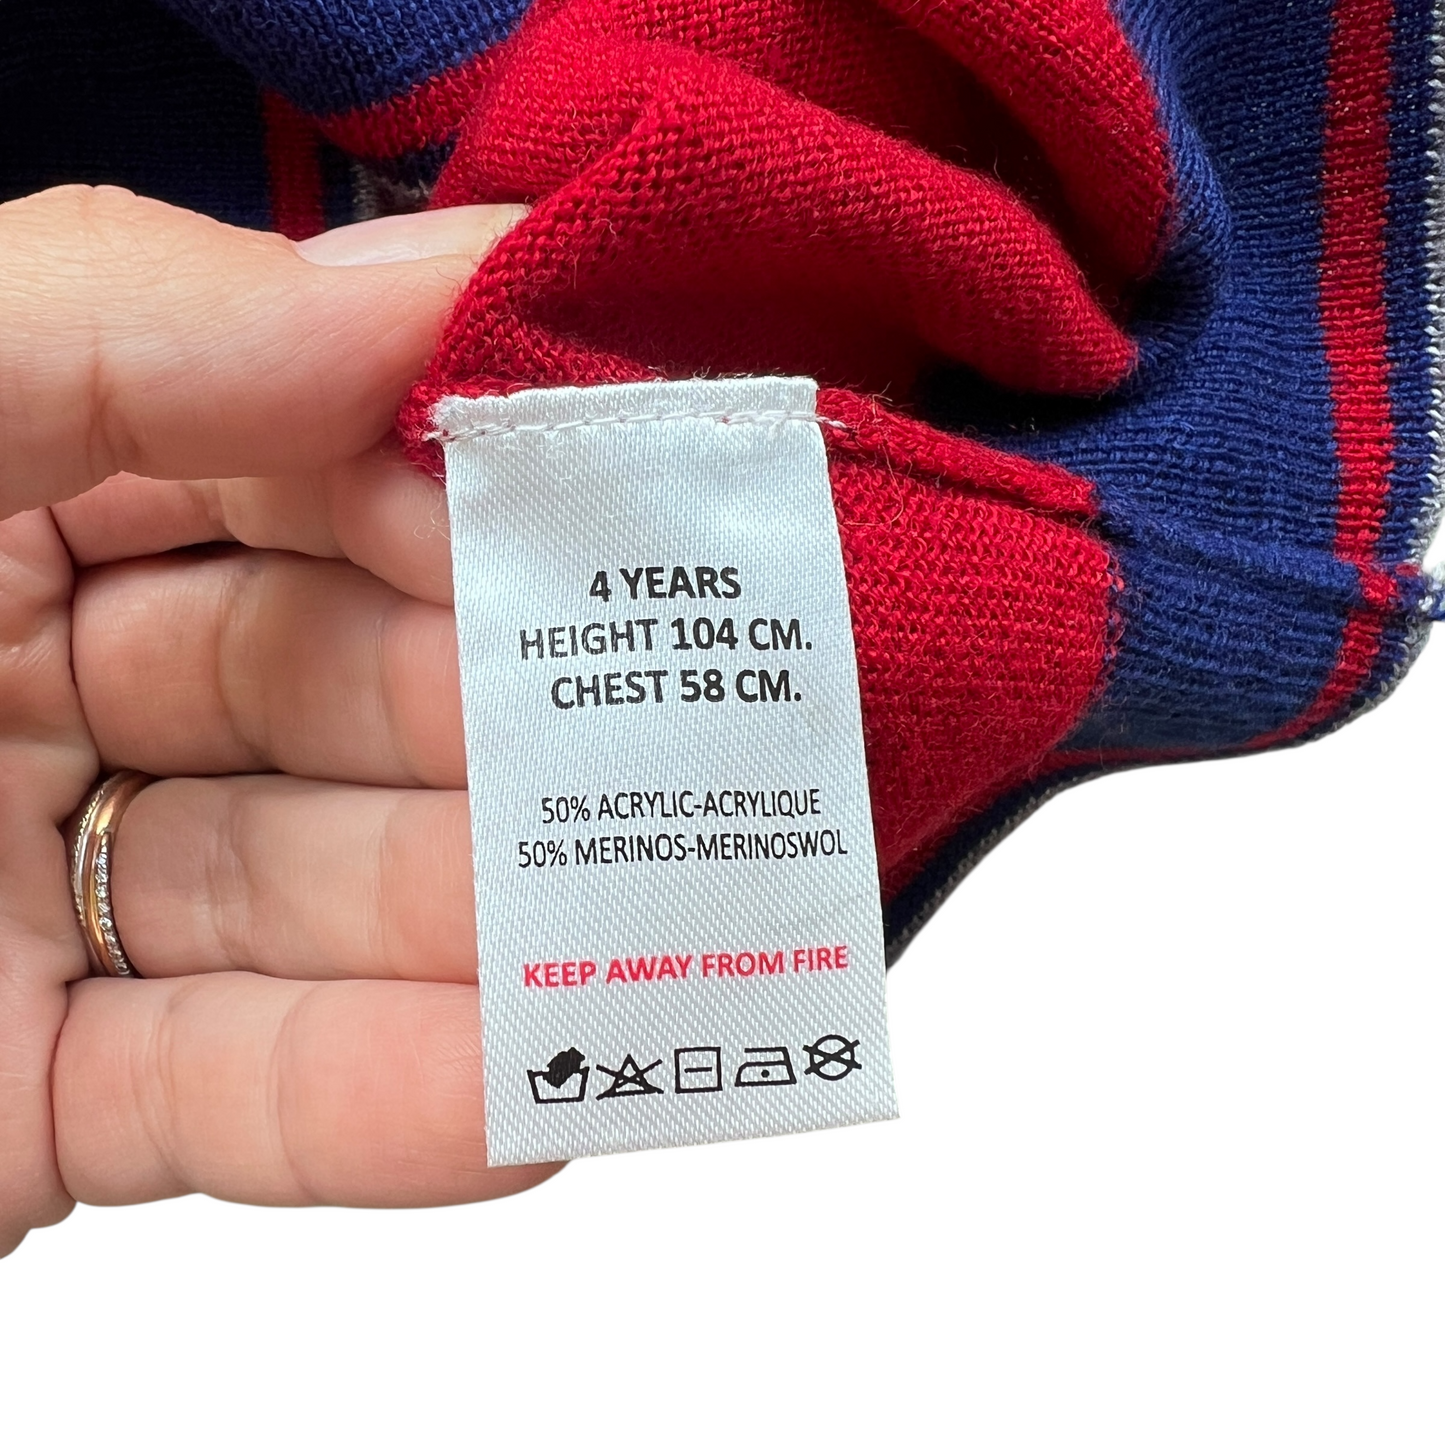 4 YEARS
HEIGHT 104 CM.
CHEST 58 CM.
50% ACRYLIC-ACRYLIQUE
50% MERINOS-MERINOSWOL
KEEP AWAY FROM FIRE